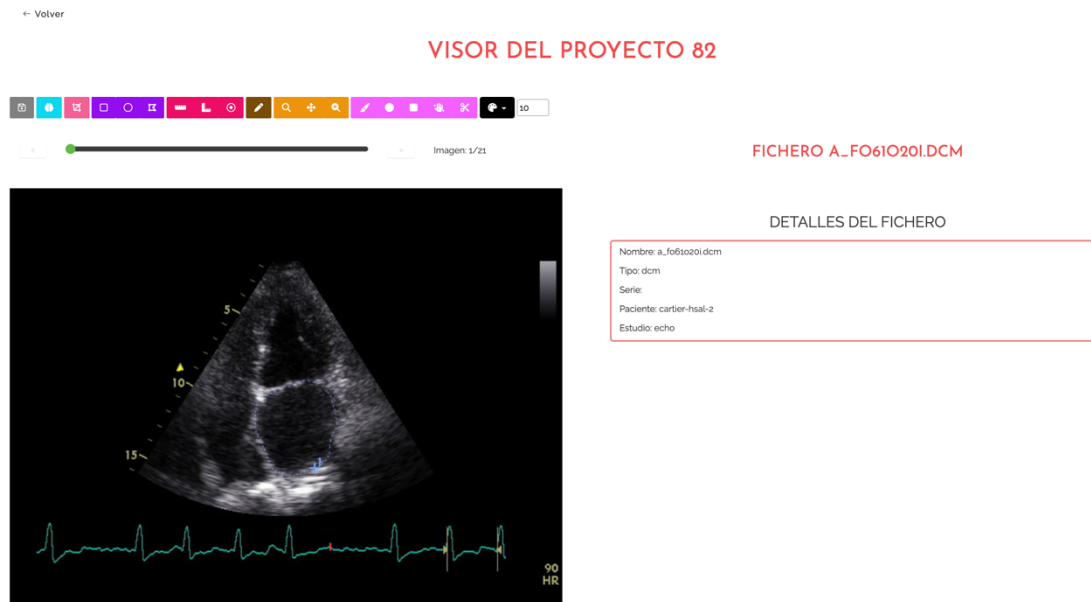 ← Volver
VISOR DEL PROYECTO 82
10
Imagen: 1/21
FICHERO A_FO61O20I.DCM
DETALLES DEL FICHERO
Nombre: a_fo61o20i.dcm
Tipo: dcm
Serie:
Paciente: cartier-hsal-2
Estudio: echo
5
10
15
1
90
HR